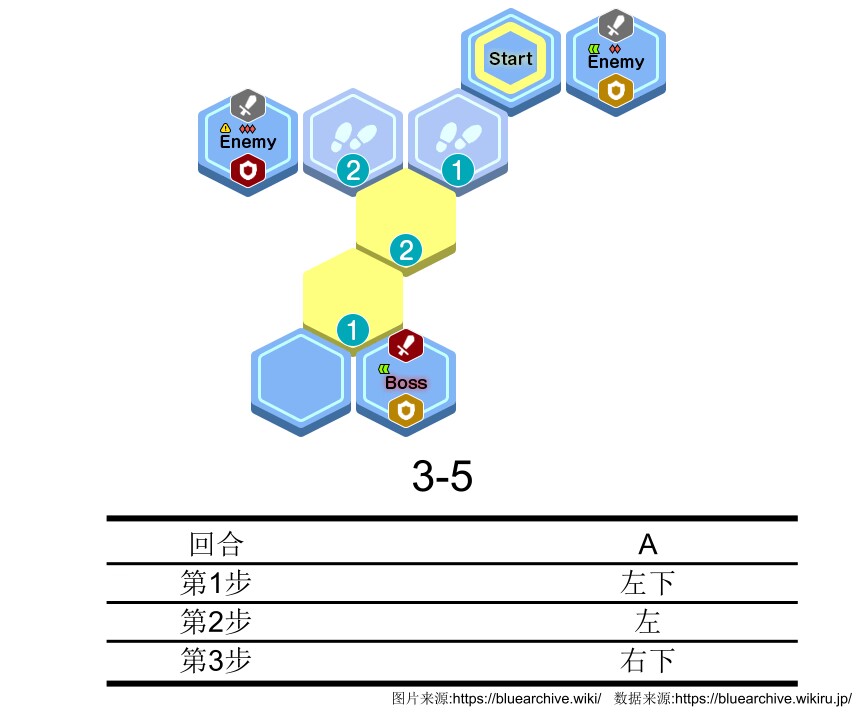 Start
Enemy
Enemy
2
1
2
1
Boss
3-5
回合 A
第1步 左下
第2步 左
第3步 右下
图片来源:https://bluearchive.wiki/ 数据来源:https://bluearchive.wikiru.jp/